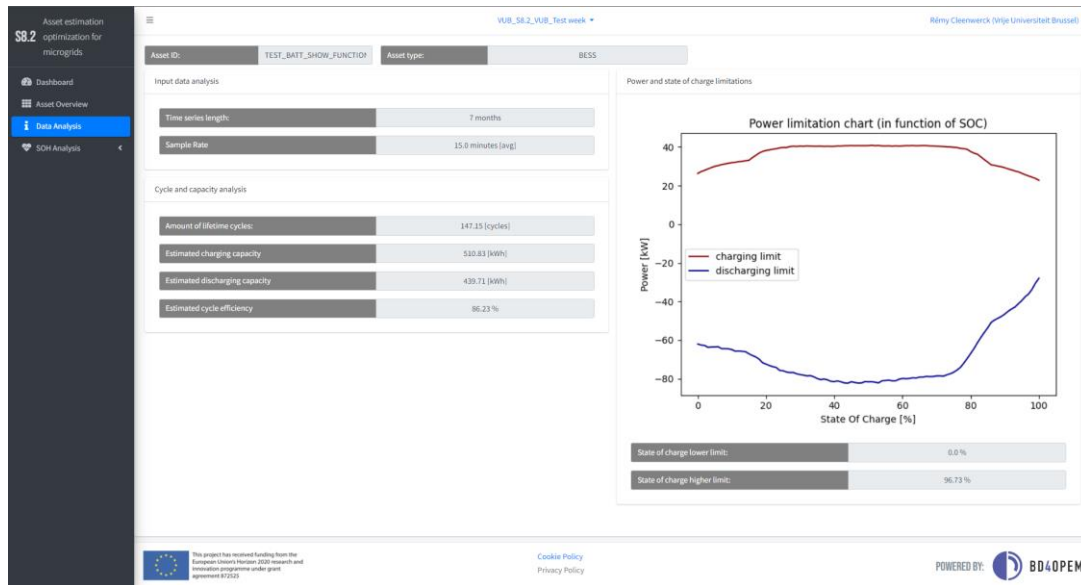 Asset estimation
S8.2 optimization for
microgrids
Dashboard
Asset Overview
Data Analysis
SOH Analysis
VUB_S8.2_VUB_Test week
Rémy Cleenwerck (Vrije Universiteit Brussel)
Asset ID: TEST_BATT_SHOW_FUNCTION
Asset type: BESS
Input data analysis
Time series length: 7 months
Sample Rate 15.0 minutes [avg]
Cycle and capacity analysis
Amount of lifetime cycles: 147.15 [cycles]
Estimated charging capacity 510.83 [kWh]
Estimated discharging capacity 439.71 [kWh]
Estimated cycle efficiency 86.23 %
Power and state of charge limitations
Power limitation chart (in function of SOC)
40
20
0
−20
−40
−60
−80
Power [kW]
charging limit
discharging limit
0 20 40 60 80 100
State Of Charge [%]
State of charge lower limit: 0.0 %
State of charge higher limit: 96.73 %
This project has received funding from the
European Union's Horizon 2020 research and
innovation programme under grant
agreement 872525
Cookie Policy
Privacy Policy
POWERED BY: BD4OPEM